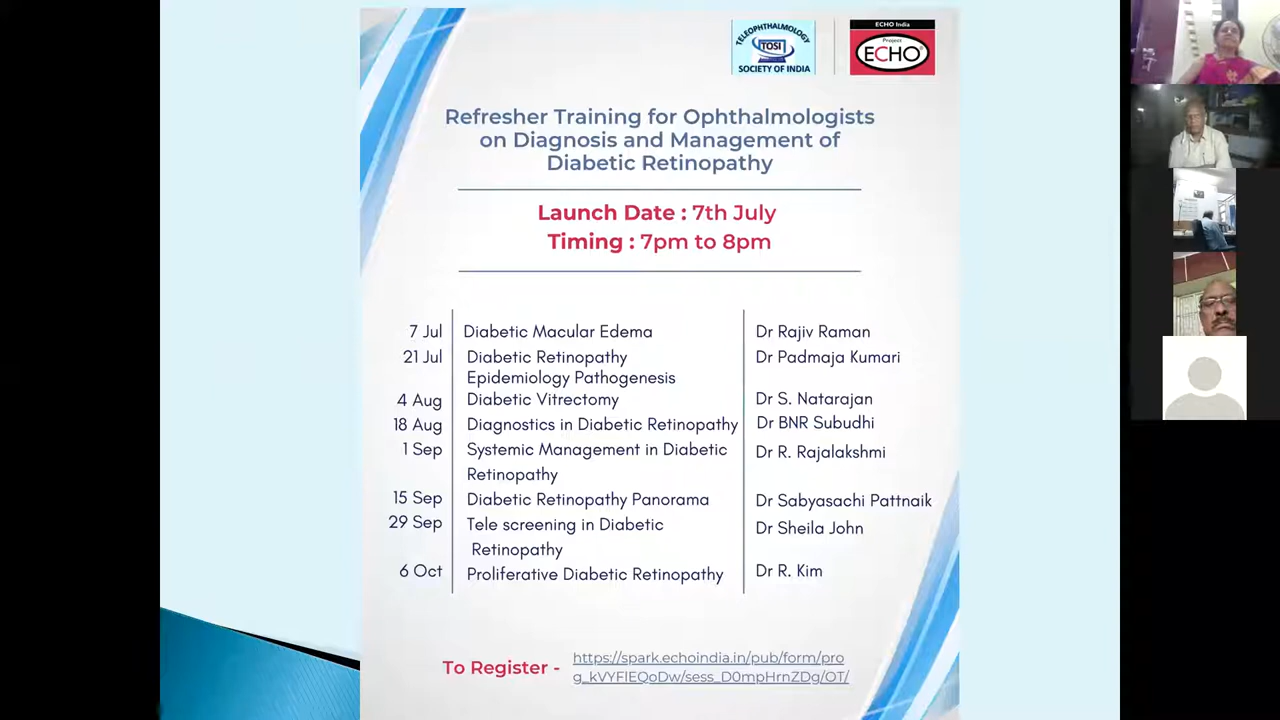 TELEOPHTHALMOLOGY
TOSI
SOCIETY OF INDIA
ECHO India
Project
ECHO
Refresher Training for Ophthalmologists
on Diagnosis and Management of
Diabetic Retinopathy
Launch Date : 7th July
Timing : 7pm to 8pm
7 Jul Diabetic Macular Edema Dr Rajiv Raman
21 Jul Diabetic Retinopathy Dr Padmaja Kumari
Epidemiology Pathogenesis
4 Aug Diabetic Vitrectomy Dr S. Natarajan
18 Aug Diagnostics in Diabetic Retinopathy Dr BNR Subudhi
1 Sep Systemic Management in Diabetic Dr R. Rajalakshmi
Retinopathy
15 Sep Diabetic Retinopathy Panorama Dr Sabyasachi Pattnaik
29 Sep Tele screening in Diabetic Dr Sheila John
Retinopathy
6 Oct Proliferative Diabetic Retinopathy Dr R. Kim
To Register - https://spark.echoindia.in/pub/form/pro
g_kVYFlEQoDw/sess_D0mpHrnZDg/OT/